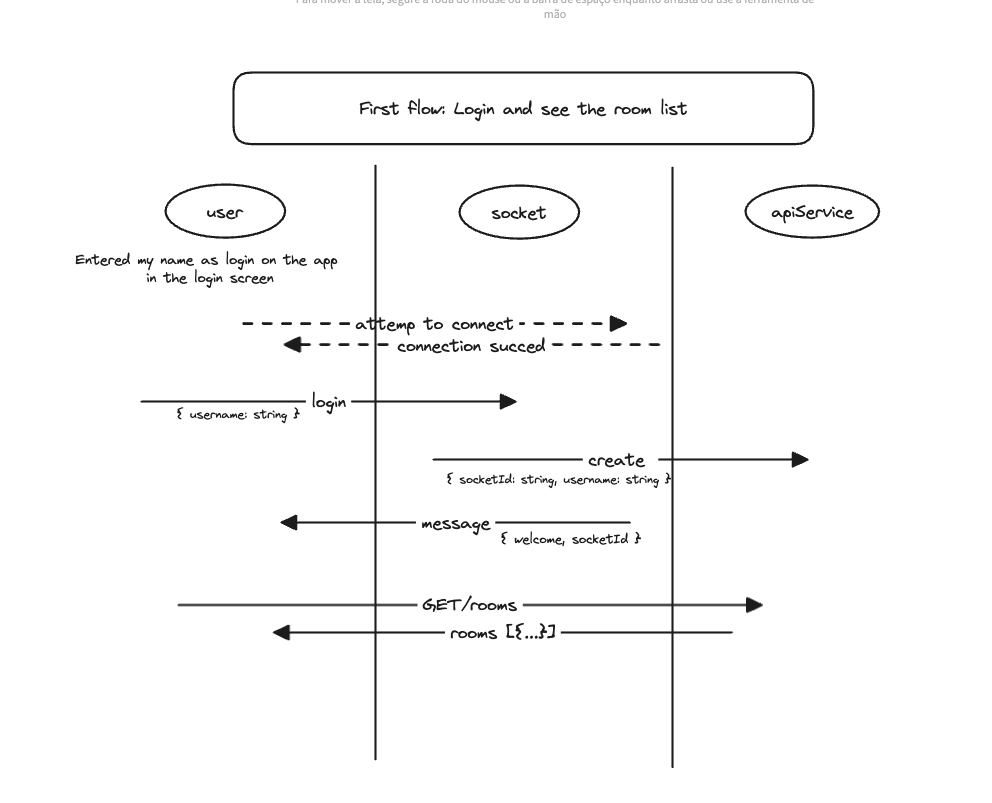 Para mover a tela, segure a roda do mouse ou a barra de espaço enquanto arrasta ou use a ferramenta de
mão
First flow: Login and see the room list
user
socket
apiService
Entered my name as login on the app
in the login screen
attemp to connect
connection succed
login
{ username: string }
create
{ socketId: string, username: string }
message
{ welcome, socketId }
GET/rooms
rooms [{...}]